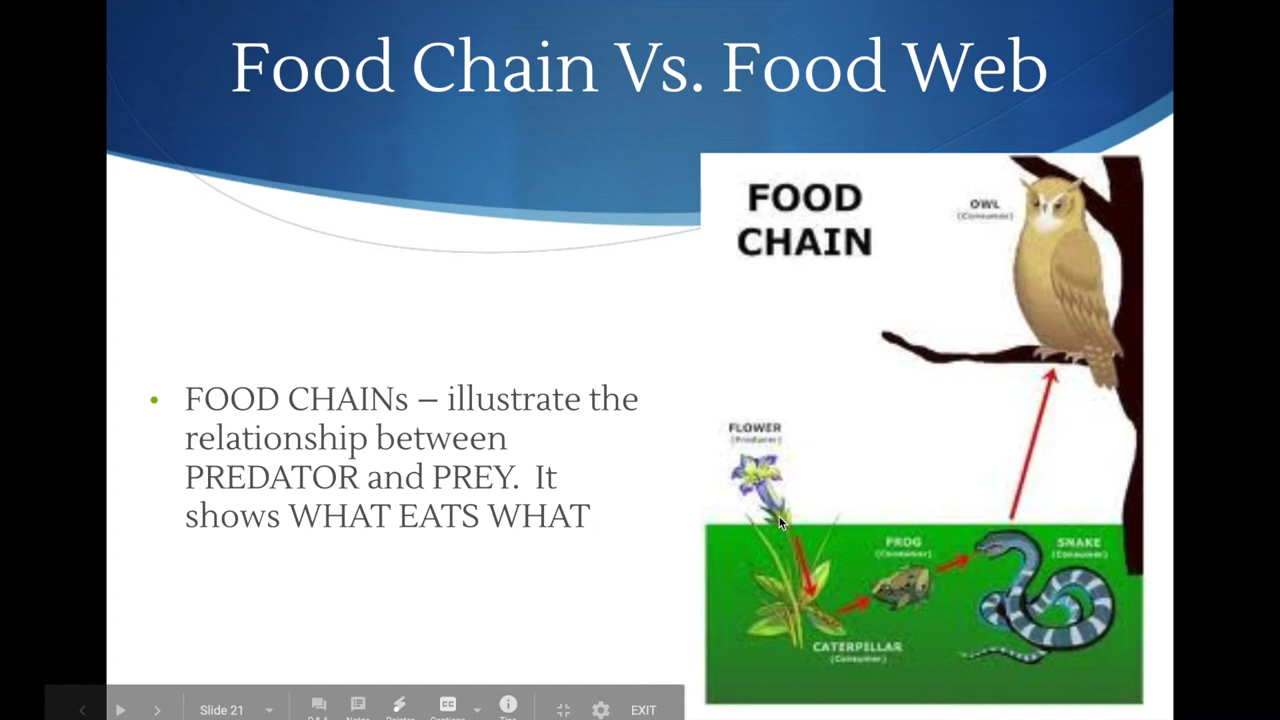 Food Chain Vs. Food Web
FOOD
CHAIN
OWL
(Consumer)
• FOOD CHAINs – illustrate the
relationship between
PREDATOR and PREY. It
shows WHAT EATS WHAT
FLOWER
(Producer)
FROG
(Consumer)
SNAKE
(Consumer)
CATERPILLAR
(Consumer)
Slide 21
EXIT